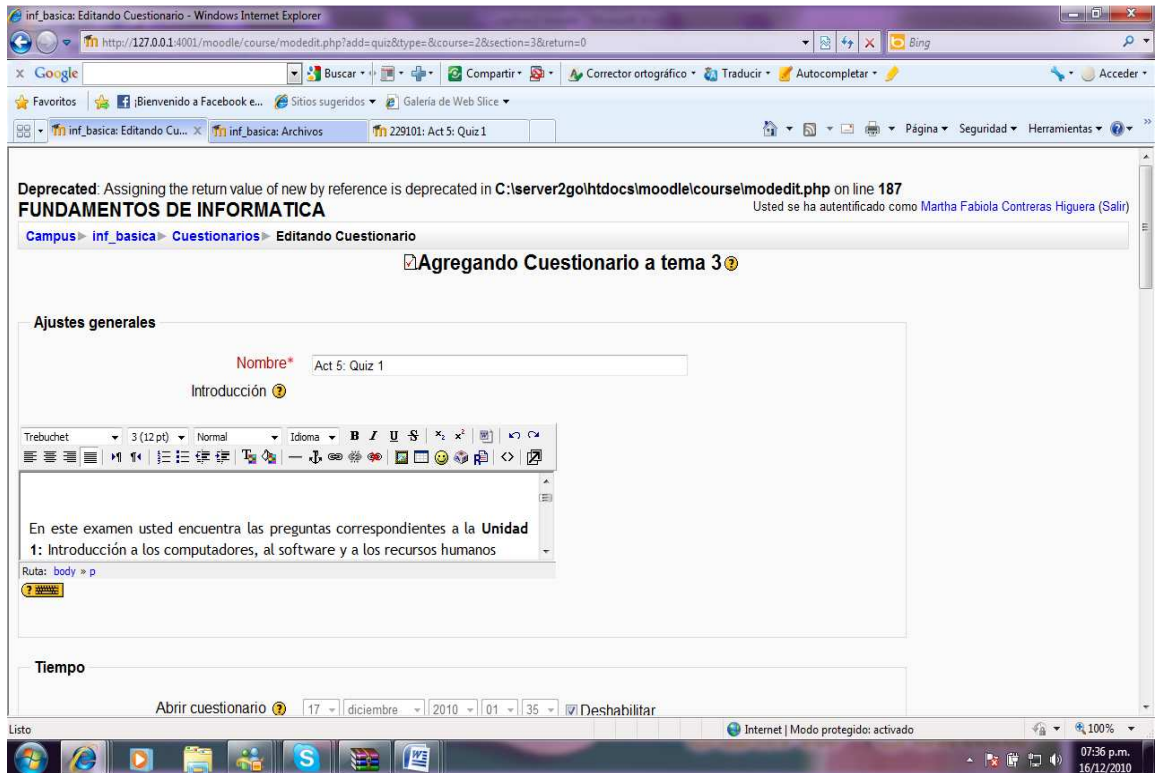 inf_basica: Editando Cuestionario - Windows Internet Explorer
http://127.0.0.1:4001/moodle/course/modedit.php?add=quiz&type=&course=2&section=3&return=0
Bing
x Google Buscar Compartir Corrector ortográfico Traducir Autocompletar Acceder
Favoritos ¡Bienvenido a Facebook e... Sitios sugeridos Galería de Web Slice
inf_basica: Editando Cu... X inf_basica: Archivos 229101: Act 5: Quiz 1 Página Seguridad Herramientas
Deprecated: Assigning the return value of new by reference is deprecated in C:\server2go\htdocs\moodle\course\modedit.php on line 187
FUNDAMENTOS DE INFORMATICA
Usted se ha autentificado como Martha Fabiola Contreras Higuera (Salir)
Campus inf_basica Cuestionarios Editando Cuestionario
Agregando Cuestionario a tema 3
Ajustes generales
Nombre* Act 5: Quiz 1
Introducción
Trebuchet 3 (12 pt) Normal Idioma B I U S x₂ x²
En este examen usted encuentra las preguntas correspondientes a la Unidad
1: Introducción a los computadores, al software y a los recursos humanos
Ruta: body » p
Tiempo
Abrir cuestionario 17 diciembre 2010 01 35 Deshabilitar
Listo Internet | Modo protegido: activado 100%
07:36 p.m.
16/12/2010